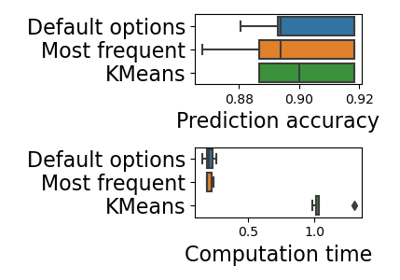 Default options
Most frequent
KMeans
0.88 0.90 0.92
Prediction accuracy
Default options
Most frequent
KMeans
0.5 1.0
Computation time